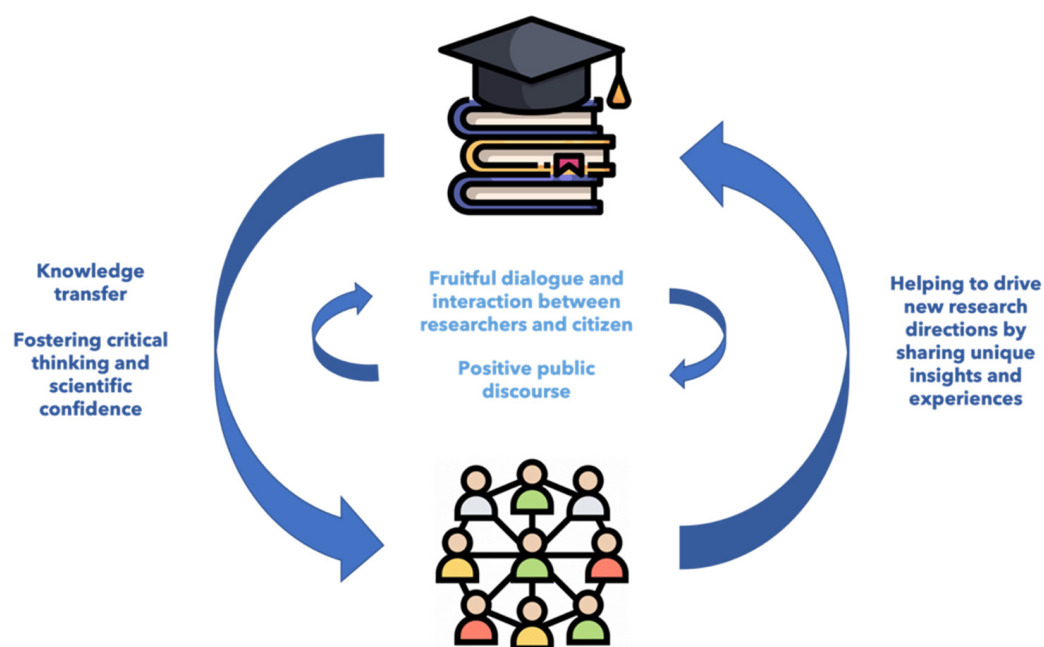 Knowledge
transfer
Fostering critical
thinking and
scientific
confidence
Fruitful dialogue and
interaction between
researchers and citizen
Positive public
discourse
Helping to drive
new research
directions by
sharing unique
insights and
experiences